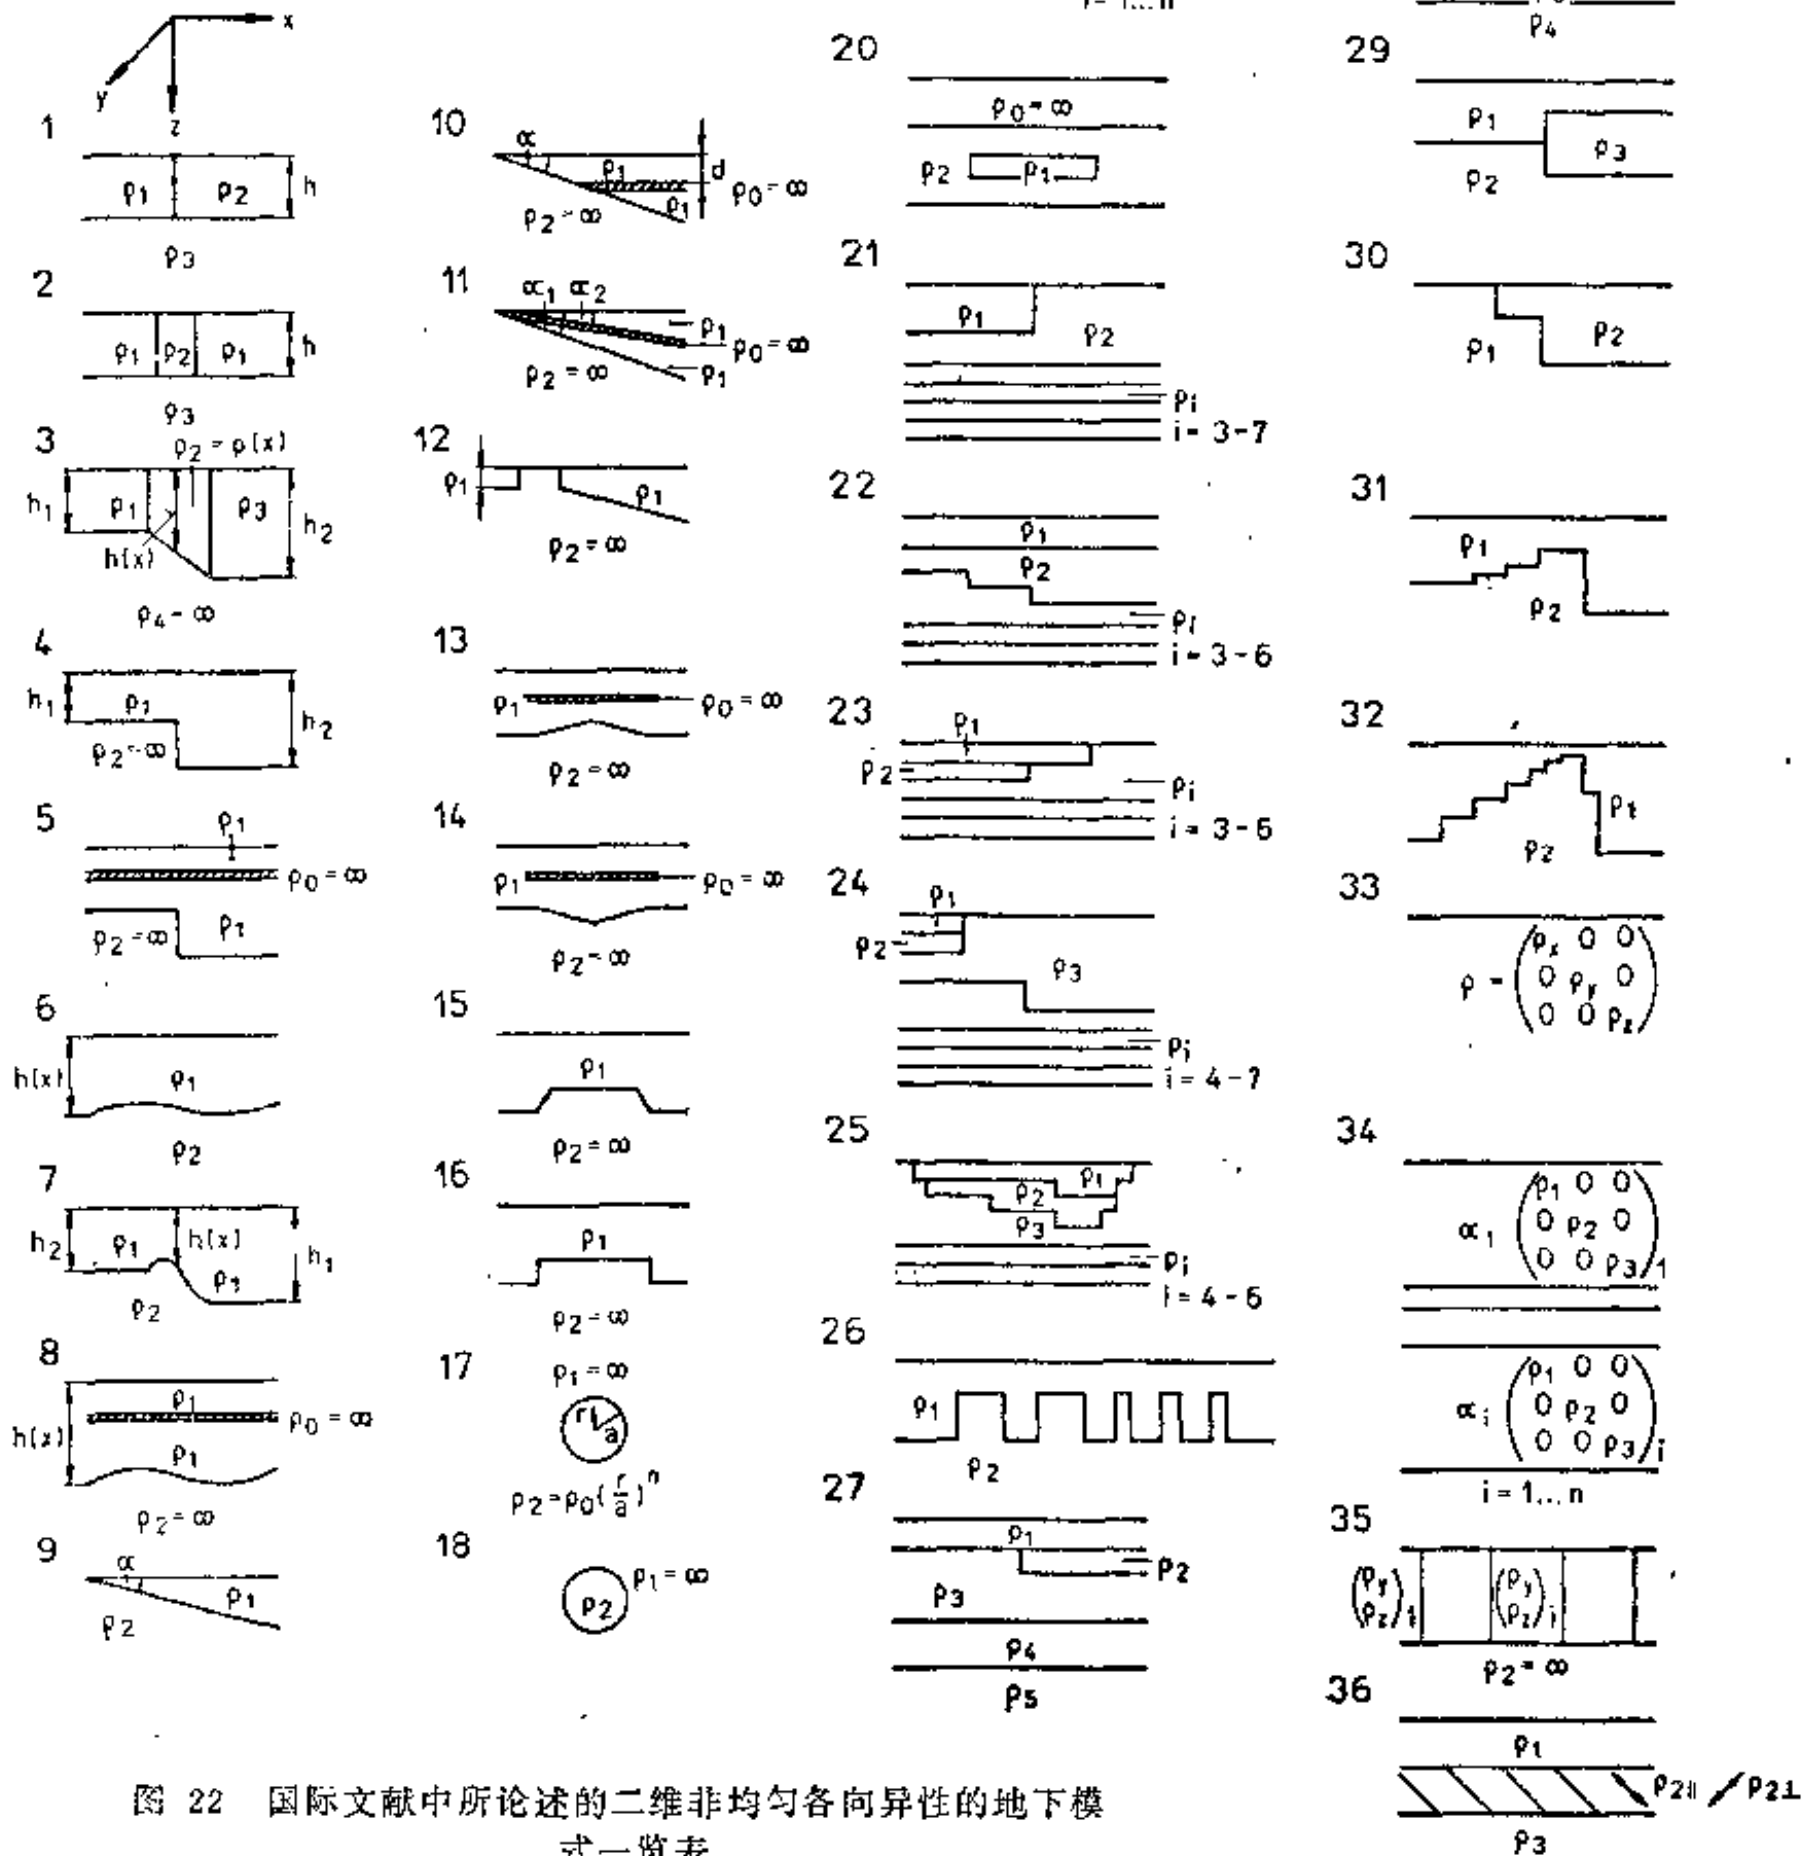 x
y
z
1
ρ1 ρ2 h
ρ3
2
ρ1 ρ2 ρ1 h
ρ3
3
ρ2 = ρ(x)
h1 ρ1 ρ3 h2
h(x)
ρ4 = ∞
4
h1 ρ1 h2
ρ2 = ∞
5
ρ1
ρ0 = ∞
ρ2 = ∞ ρ1
6
h(x) ρ1
ρ2
7
h2 ρ1 h(x) h1
ρ1
ρ2
8
h(x) ρ1 ρ0 = ∞
ρ1
ρ2 = ∞
9
α
ρ1
ρ2
10
α
ρ1 d ρ0 = ∞
ρ2 = ∞ ρ1
11
α1 α2
ρ1
ρ0 = ∞
ρ2 = ∞ ρ1
12
ρ1 ρ1
ρ2 = ∞
13
ρ1 ρ0 = ∞
ρ2 = ∞
14
ρ1 ρ0 = ∞
ρ2 = ∞
15
ρ1
ρ2 = ∞
16
ρ1
ρ2 = ∞
17
ρ1 = ∞
r a
ρ2 = ρ0(r/a)^n
18
ρ1 = ∞
ρ2
i = 1...n
20
ρ0 = ∞
ρ2 ρ1
21
ρ1 ρ2
ρi
i = 3-7
22
ρ1
ρ2
ρi
i = 3-6
23
ρ1
ρ2 ρi
i = 3-6
24
ρ1
ρ2
ρ3
ρi
i = 4-7
25
ρ1
ρ2
ρ3
ρi
i = 4-6
26
ρ1
ρ2
27
ρ1
ρ2
ρ3
ρ4
ρ5
ρ4
29
ρ1
ρ3
ρ2
30
ρ1 ρ2
31
ρ1
ρ2
32
ρ1
ρ2
33
ρ = (ρx 0 0
0 ρy 0
0 0 ρz)
34
α1 (ρ1 0 0
0 ρ2 0
0 0 ρ3)1
αi (ρ1 0 0
0 ρ2 0
0 0 ρ3)i
i = 1...n
35
(ρy ρz)1 (ρy ρz)i
ρ2 = ∞
36
ρ1
ρ2∥ ρ2⊥
ρ3
图 22 国际文献中所论述的二维非均匀各向异性的地下模
式一览表